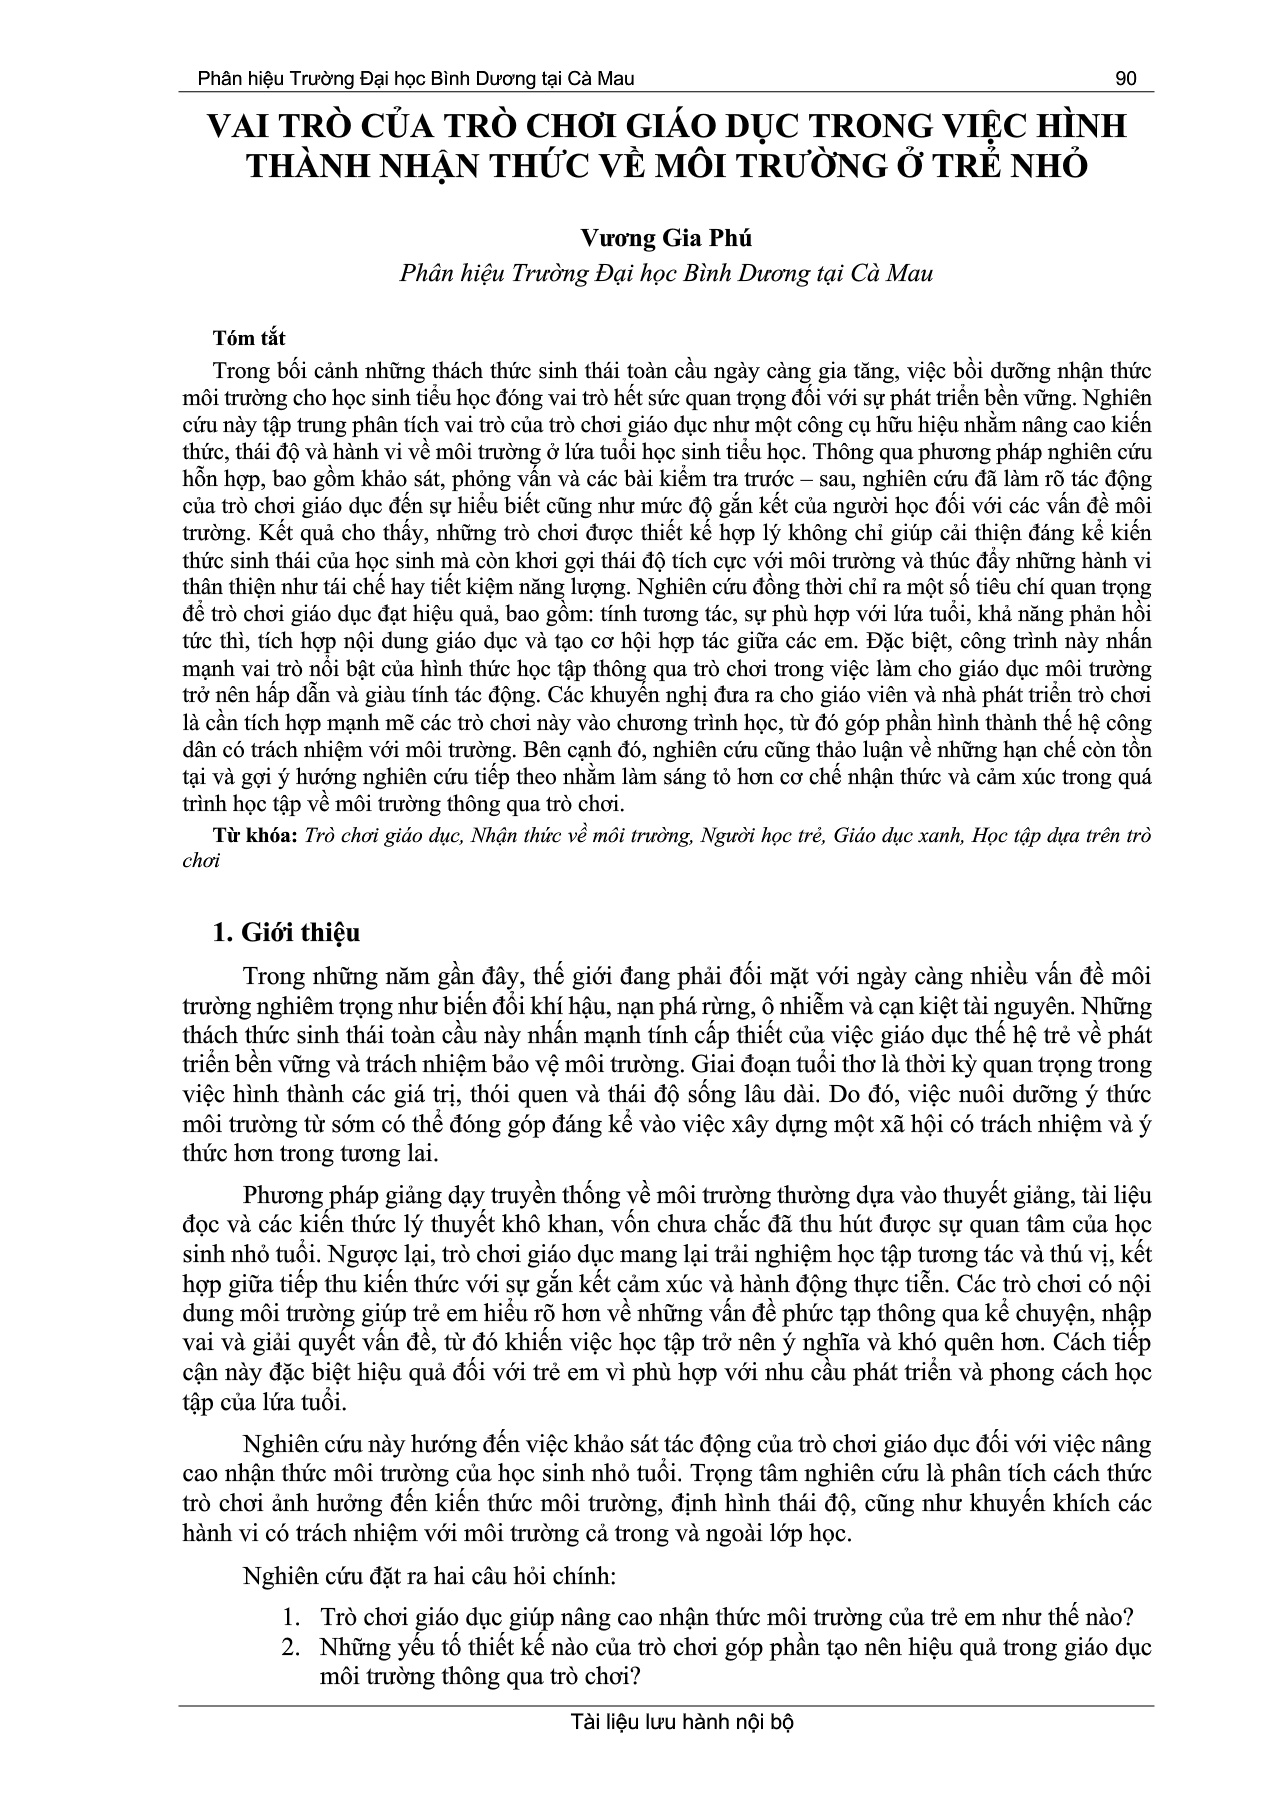 Phân hiệu Trường Đại học Bình Dương tại Cà Mau 90
VAI TRÒ CỦA TRÒ CHƠI GIÁO DỤC TRONG VIỆC HÌNH
THÀNH NHẬN THỨC VỀ MÔI TRƯỜNG Ở TRẺ NHỎ
Vương Gia Phú
Phân hiệu Trường Đại học Bình Dương tại Cà Mau
Tóm tắt
Trong bối cảnh những thách thức sinh thái toàn cầu ngày càng gia tăng, việc bồi dưỡng nhận thức
môi trường cho học sinh tiểu học đóng vai trò hết sức quan trọng đối với sự phát triển bền vững. Nghiên
cứu này tập trung phân tích vai trò của trò chơi giáo dục như một công cụ hữu hiệu nhằm nâng cao kiến
thức, thái độ và hành vi về môi trường ở lứa tuổi học sinh tiểu học. Thông qua phương pháp nghiên cứu
hỗn hợp, bao gồm khảo sát, phỏng vấn và các bài kiểm tra trước – sau, nghiên cứu đã làm rõ tác động
của trò chơi giáo dục đến sự hiểu biết cũng như mức độ gắn kết của người học đối với các vấn đề môi
trường. Kết quả cho thấy, những trò chơi được thiết kế hợp lý không chỉ giúp cải thiện đáng kể kiến
thức sinh thái của học sinh mà còn khơi gợi thái độ tích cực với môi trường và thúc đẩy những hành vi
thân thiện như tái chế hay tiết kiệm năng lượng. Nghiên cứu đồng thời chỉ ra một số tiêu chí quan trọng
để trò chơi giáo dục đạt hiệu quả, bao gồm: tính tương tác, sự phù hợp với lứa tuổi, khả năng phản hồi
tức thì, tích hợp nội dung giáo dục và tạo cơ hội hợp tác giữa các em. Đặc biệt, công trình này nhấn
mạnh vai trò nổi bật của hình thức học tập thông qua trò chơi trong việc làm cho giáo dục môi trường
trở nên hấp dẫn và giàu tính tác động. Các khuyến nghị đưa ra cho giáo viên và nhà phát triển trò chơi
là cần tích hợp mạnh mẽ các trò chơi này vào chương trình học, từ đó góp phần hình thành thế hệ công
dân có trách nhiệm với môi trường. Bên cạnh đó, nghiên cứu cũng thảo luận về những hạn chế còn tồn
tại và gợi ý hướng nghiên cứu tiếp theo nhằm làm sáng tỏ hơn cơ chế nhận thức và cảm xúc trong quá
trình học tập về môi trường thông qua trò chơi.
Từ khóa: Trò chơi giáo dục, Nhận thức về môi trường, Người học trẻ, Giáo dục xanh, Học tập dựa trên trò
chơi
1. Giới thiệu
Trong những năm gần đây, thế giới đang phải đối mặt với ngày càng nhiều vấn đề môi
trường nghiêm trọng như biến đổi khí hậu, nạn phá rừng, ô nhiễm và cạn kiệt tài nguyên. Những
thách thức sinh thái toàn cầu này nhấn mạnh tính cấp thiết của việc giáo dục thế hệ trẻ về phát
triển bền vững và trách nhiệm bảo vệ môi trường. Giai đoạn tuổi thơ là thời kỳ quan trọng trong
việc hình thành các giá trị, thói quen và thái độ sống lâu dài. Do đó, việc nuôi dưỡng ý thức
môi trường từ sớm có thể đóng góp đáng kể vào việc xây dựng một xã hội có trách nhiệm và ý
thức hơn trong tương lai.
Phương pháp giảng dạy truyền thống về môi trường thường dựa vào thuyết giảng, tài liệu
đọc và các kiến thức lý thuyết khô khan, vốn chưa chắc đã thu hút được sự quan tâm của học
sinh nhỏ tuổi. Ngược lại, trò chơi giáo dục mang lại trải nghiệm học tập tương tác và thú vị, kết
hợp giữa tiếp thu kiến thức với sự gắn kết cảm xúc và hành động thực tiễn. Các trò chơi có nội
dung môi trường giúp trẻ em hiểu rõ hơn về những vấn đề phức tạp thông qua kể chuyện, nhập
vai và giải quyết vấn đề, từ đó khiến việc học tập trở nên ý nghĩa và khó quên hơn. Cách tiếp
cận này đặc biệt hiệu quả đối với trẻ em vì phù hợp với nhu cầu phát triển và phong cách học
tập của lứa tuổi.
Nghiên cứu này hướng đến việc khảo sát tác động của trò chơi giáo dục đối với việc nâng
cao nhận thức môi trường của học sinh nhỏ tuổi. Trọng tâm nghiên cứu là phân tích cách thức
trò chơi ảnh hưởng đến kiến thức môi trường, định hình thái độ, cũng như khuyến khích các
hành vi có trách nhiệm với môi trường cả trong và ngoài lớp học.
Nghiên cứu đặt ra hai câu hỏi chính:
1. Trò chơi giáo dục giúp nâng cao nhận thức môi trường của trẻ em như thế nào?
2. Những yếu tố thiết kế nào của trò chơi góp phần tạo nên hiệu quả trong giáo dục
môi trường thông qua trò chơi?
Tài liệu lưu hành nội bộ